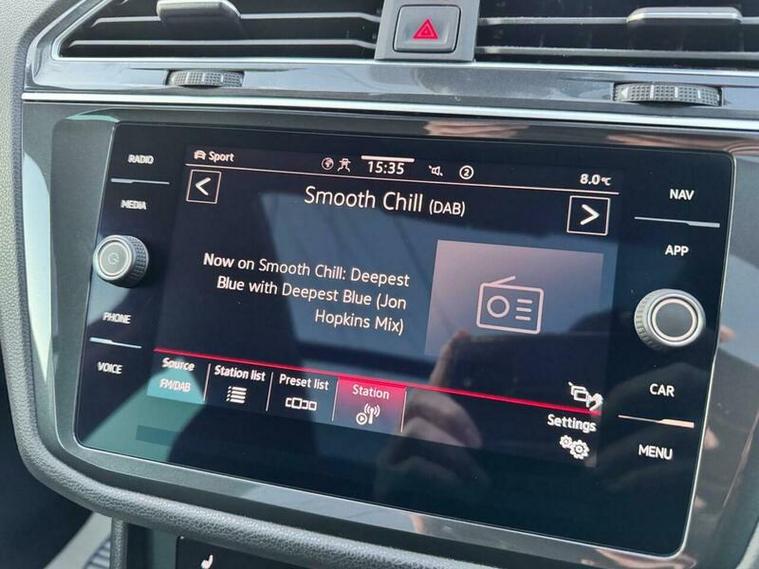 RADIO
MEDIA
PHONE
VOICE
Sport
15:35
2
8.0°C
Smooth Chill (DAB)
<
>
Now on Smooth Chill: Deepest
Blue with Deepest Blue (Jon
Hopkins Mix)
Source
FM/DAB
Station list
Preset list
Station
Settings
NAV
APP
CAR
MENU